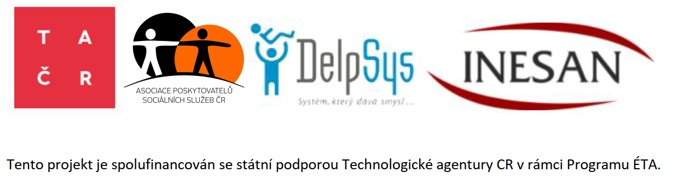 T A
Č R
ASOCIACE POSKYTOVATELŮ
SOCIÁLNÍCH SLUŽEB ČR
DelpSys
Systém, který dává smysl...
INESAN
Tento projekt je spolufinancován se státní podporou Technologické agentury CR v rámci Programu ÉTA.